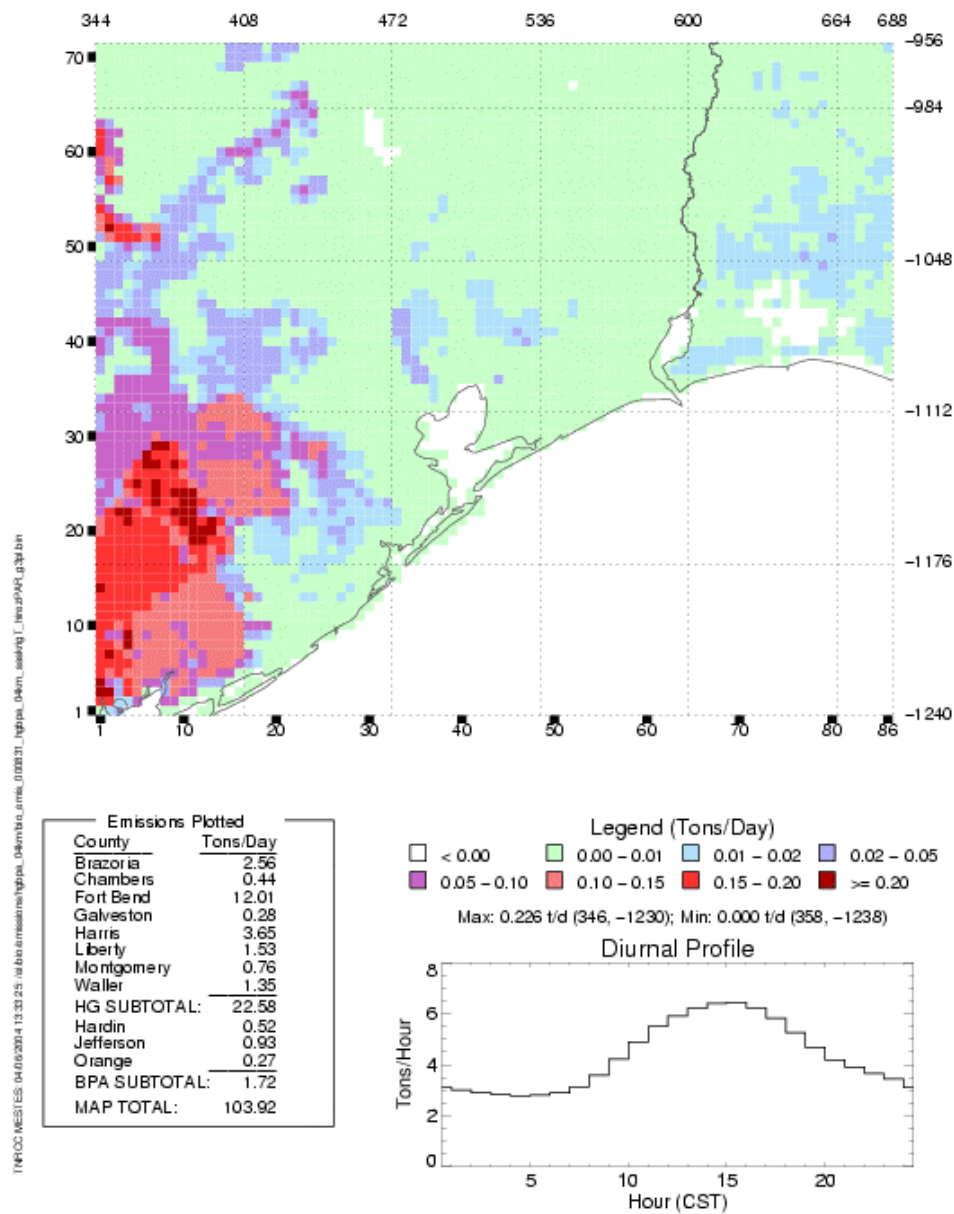 344 408 472 536 600 664 688
70 -956
-984
60
50
-1048
40
30 -1112
20
-1176
10
1 -1240
1 10 20 30 40 50 60 70 80 86
Emissions Plotted
County Tons/Day
Brazoria 2.56
Chambers 0.44
Fort Bend 12.01
Galveston 0.28
Harris 3.65
Liberty 1.53
Montgomery 0.76
Waller 1.35
HG SUBTOTAL: 22.58
Hardin 0.52
Jefferson 0.93
Orange 0.27
BPA SUBTOTAL: 1.72
MAP TOTAL: 103.92
Legend (Tons/Day)
< 0.00 0.00 - 0.01 0.01 - 0.02 0.02 - 0.05
0.05 - 0.10 0.10 - 0.15 0.15 - 0.20 >= 0.20
Max: 0.226 t/d (346, -1230); Min: 0.000 t/d (358, -1238)
Diurnal Profile
8
6
4
2
0
Tons/Hour
5 10 15 20
Hour (CST)